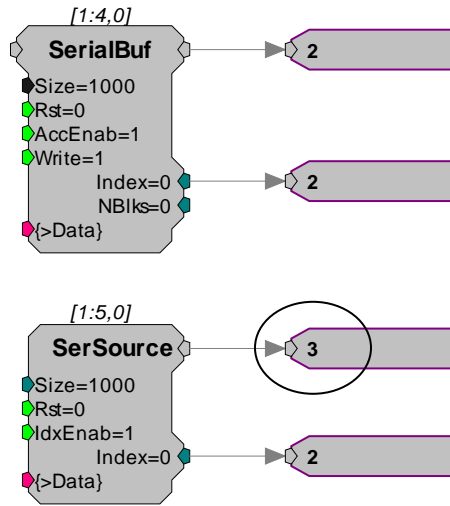 [1:4,0]
SerialBuf
2
Size=1000
Rst=0
AccEnab=1
Write=1
Index=0
2
NBlks=0
{>Data}
[1:5,0]
SerSource
3
Size=1000
Rst=0
IdxEnab=1
Index=0
2
{>Data}